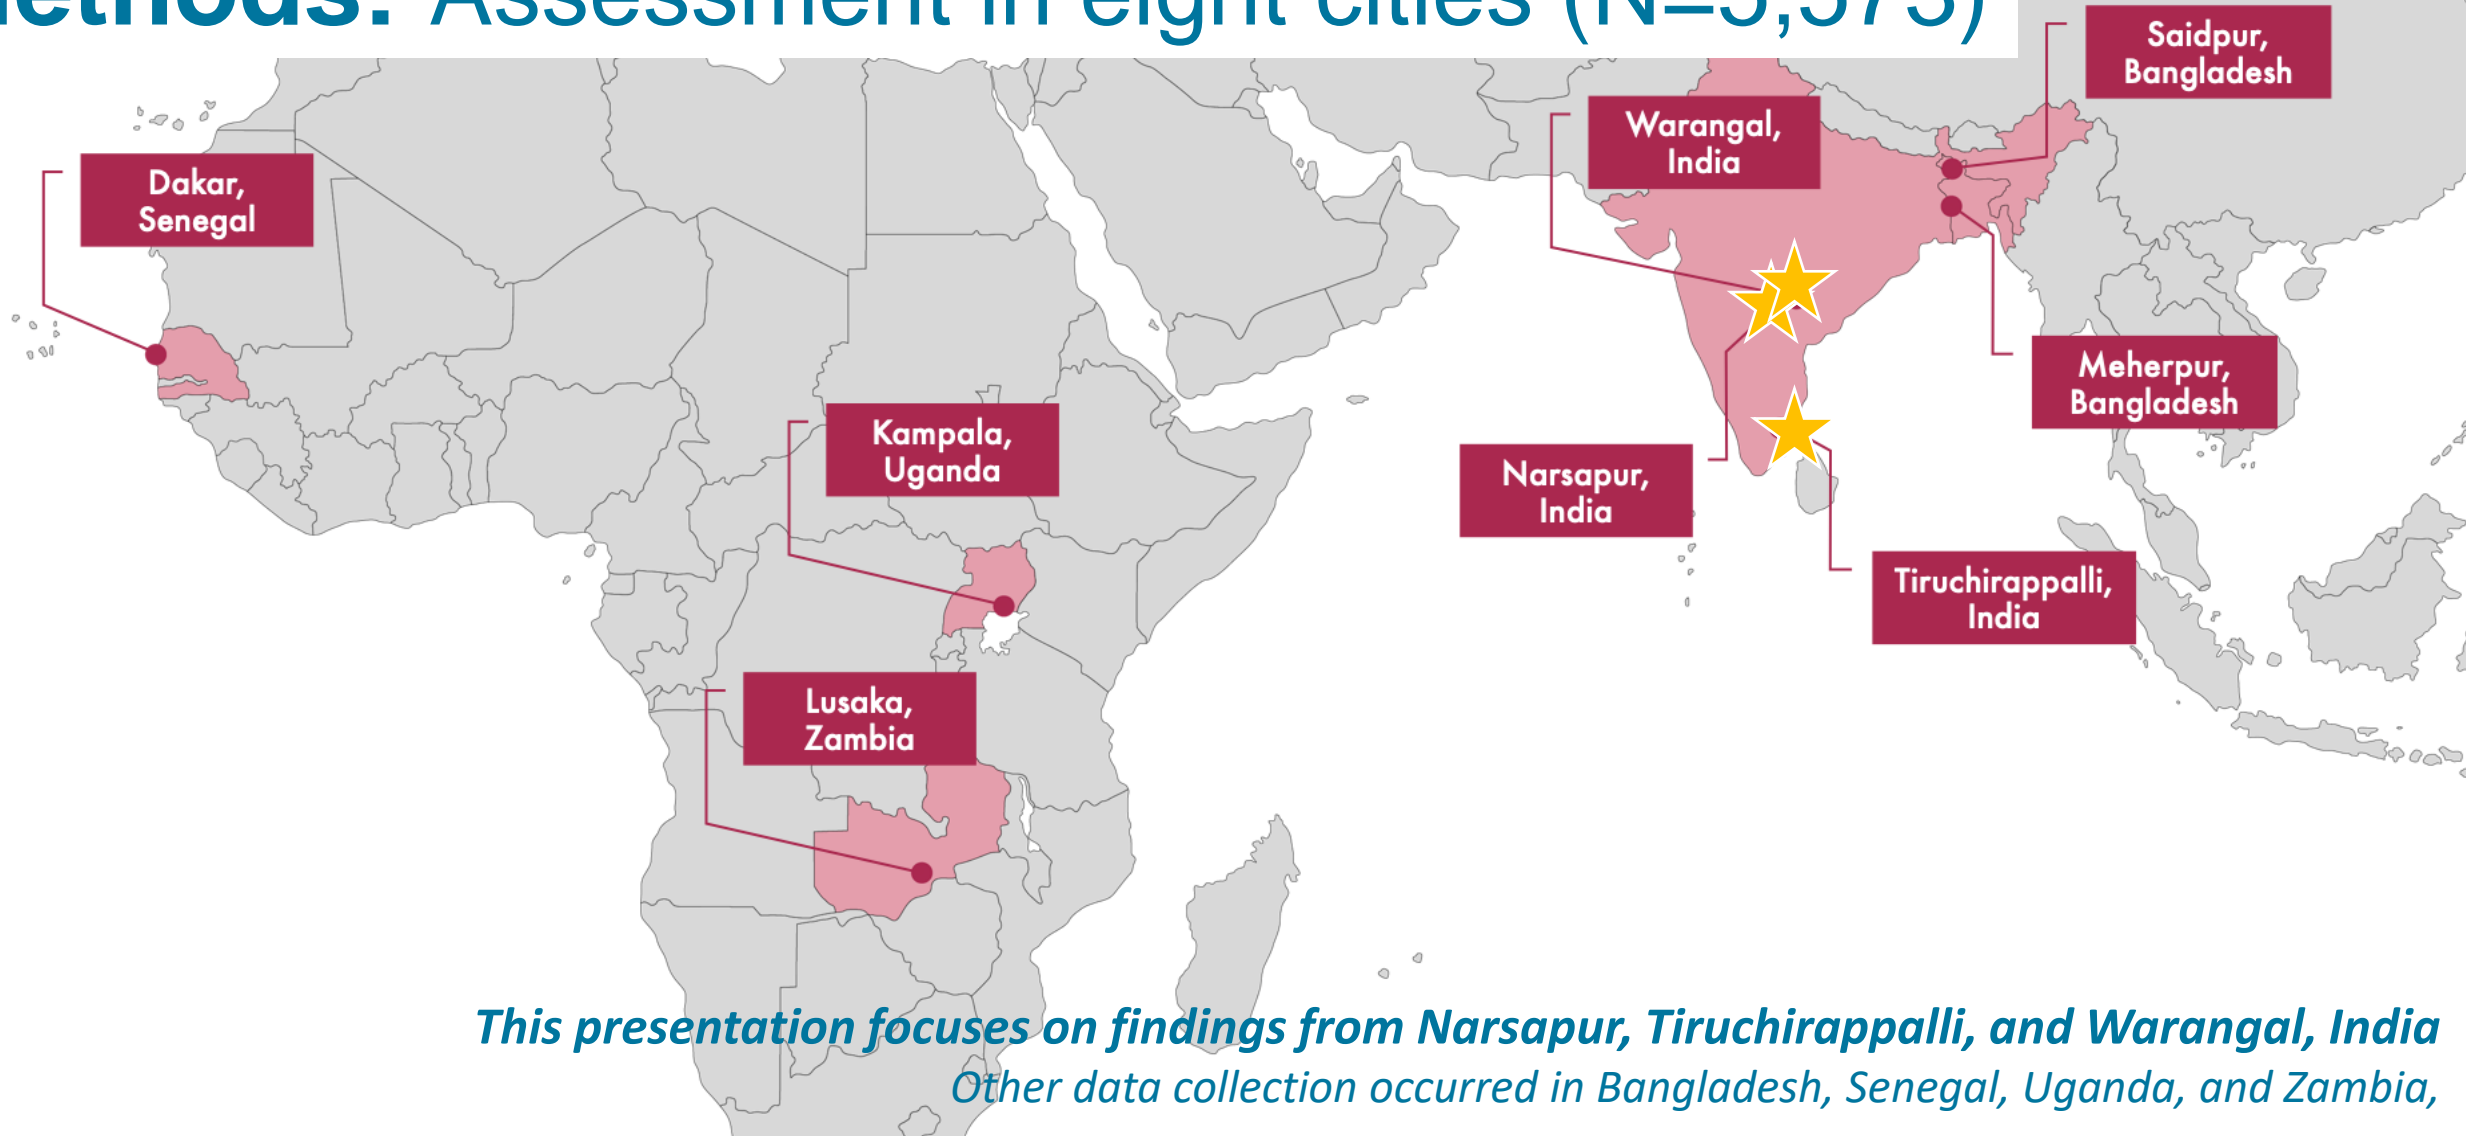 Assessment in eight cities (N=5,573)
Saidpur,
Bangladesh
Warangal,
India
Dakar,
Senegal
Meherpur,
Bangladesh
Kampala,
Uganda
Narsapur,
India
Tiruchirappalli,
India
Lusaka,
Zambia
This presentation focuses on findings from Narsapur, Tiruchirappalli, and Warangal, India
Other data collection occurred in Bangladesh, Senegal, Uganda, and Zambia,